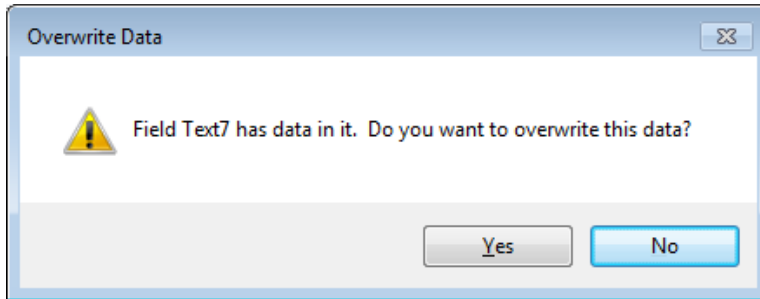 Overwrite Data
Field Text7 has data in it.  Do you want to overwrite this data?
Yes
No